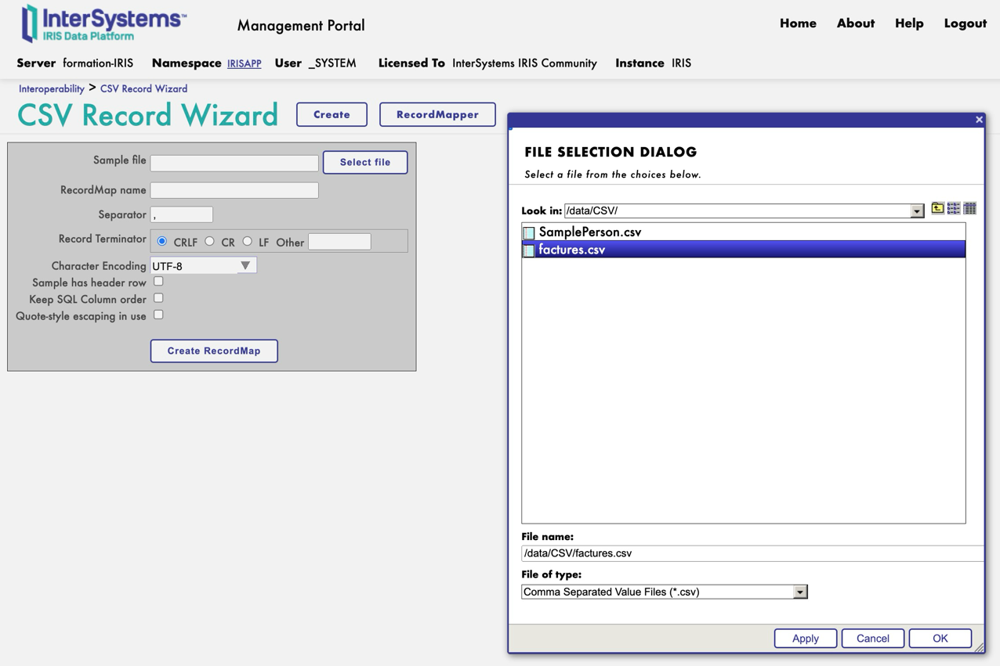 InterSystems™
IRIS Data Platform
Management Portal
Home About Help Logout
Server formation-IRIS Namespace IRISAPP User _SYSTEM Licensed To InterSystems IRIS Community Instance IRIS
Interoperability > CSV Record Wizard
CSV Record Wizard Create RecordMapper
Sample file Select file
RecordMap name
Separator ,
Record Terminator CRLF CR LF Other
Character Encoding UTF-8
Sample has header row
Keep SQL Column order
Quote-style escaping in use
Create RecordMap
FILE SELECTION DIALOG
Select a file from the choices below.
Look in: /data/CSV/
SamplePerson.csv
factures.csv
File name:
/data/CSV/factures.csv
File of type:
Comma Separated Value Files (*.csv)
Apply Cancel OK